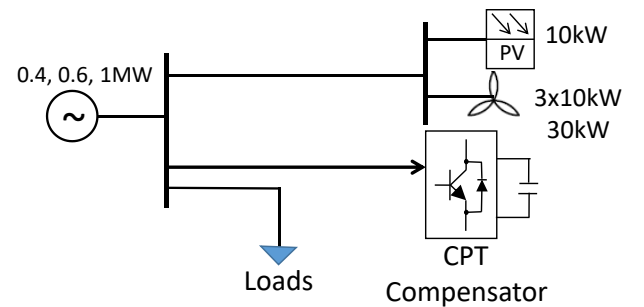 0.4, 0.6, 1MW
~
PV
10kW
3x10kW
30kW
Loads
CPT
Compensator